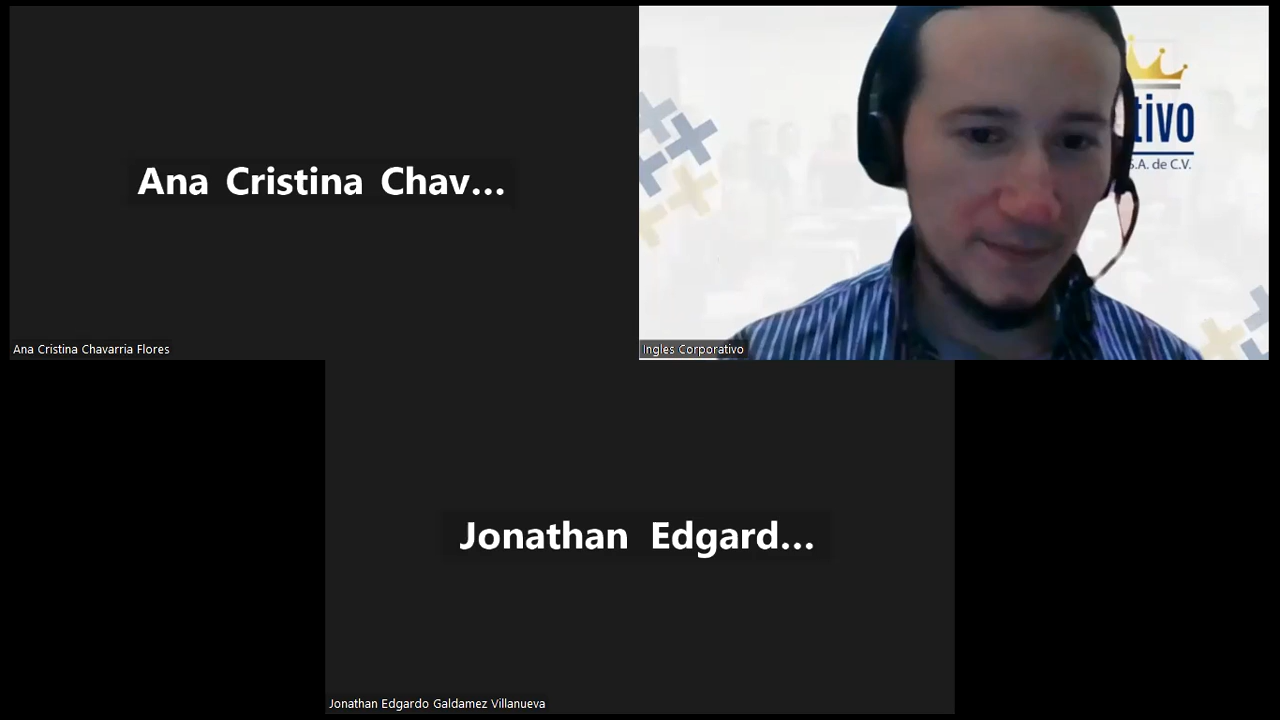 Ana Cristina Chav...
Ana Cristina Chavarria Flores
tivo
S.A. de C.V.
Ingles Corporativo
Jonathan Edgard...
Jonathan Edgardo Galdamez Villanueva